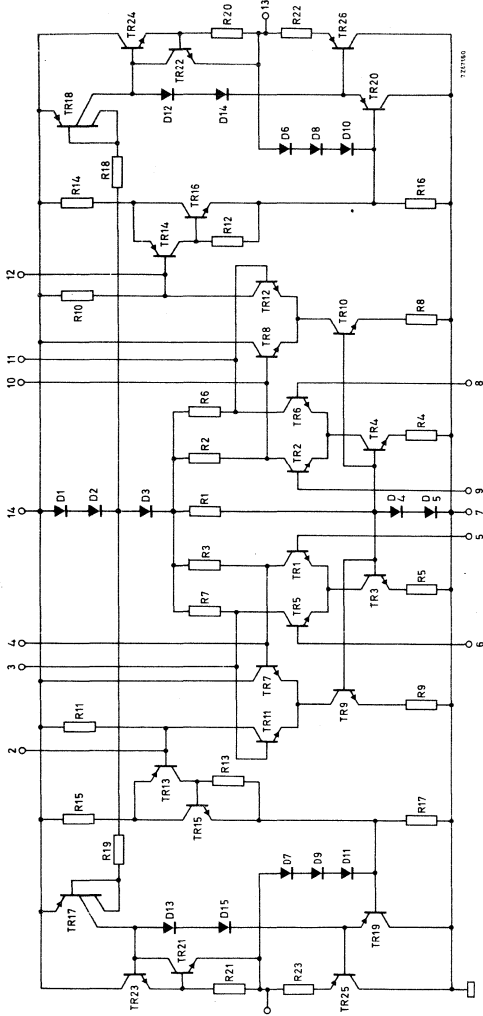 13
R20
R22
TR24
TR26
TR22
TR18
D12
D14
TR20
D6
D8
D10
R18
R14
TR16
R16
TR14
R12
12
R10
TR12
11
TR8
TR10
R8
10
R6
TR6
8
R2
TR2
TR4
R4
9
14
D1
D2
D3
R1
D4
D5
7
R3
TR1
5
R7
TR5
TR3
R5
6
4
3
TR7
TR11
TR9
R9
R11
2
TR13
R13
R15
TR15
R17
R19
TR17
D7
D9
D11
D13
D15
TR19
TR21
TR23
R21
R23
TR25